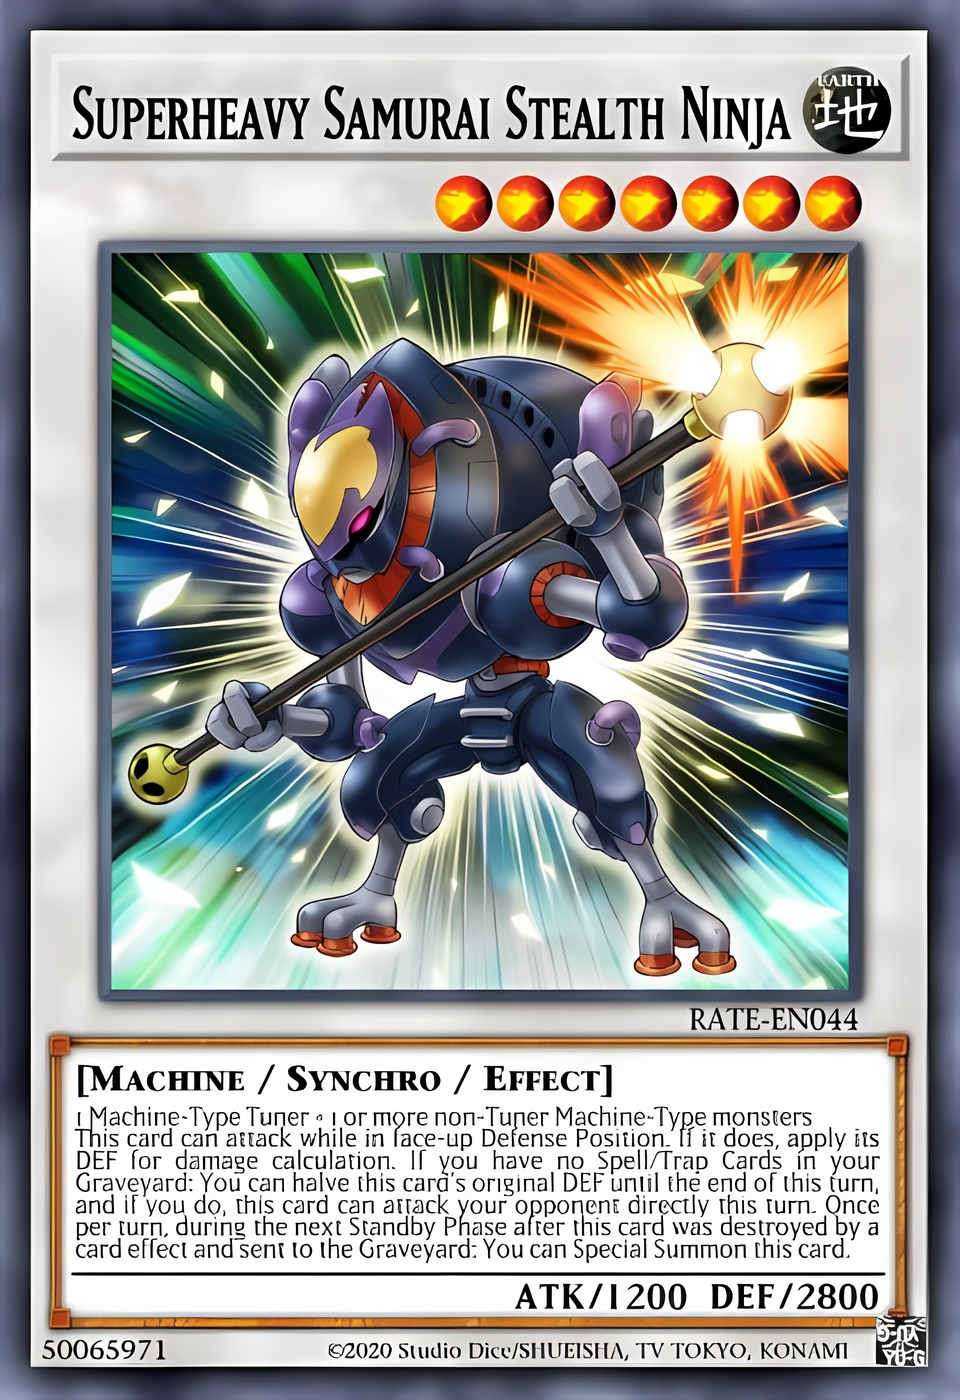 SUPERHEAVY SAMURAI STEALTH NINJA
EARTH
地
RATE-EN044
[MACHINE / SYNCHRO / EFFECT]
1 Machine-Type Tuner + 1 or more non-Tuner Machine-Type monsters
This card can attack while in face-up Defense Position. If it does, apply its
DEF for damage calculation. If you have no Spell/Trap Cards in your
Graveyard: You can halve this card's original DEF until the end of this turn,
and if you do, this card can attack your opponent directly this turn. Once
per turn, during the next Standby Phase after this card was destroyed by a
card effect and sent to the Graveyard: You can Special Summon this card.
ATK/1200 DEF/2800
50065971
©2020 Studio Dice/SHUEISHA, TV TOKYO, KONAMI